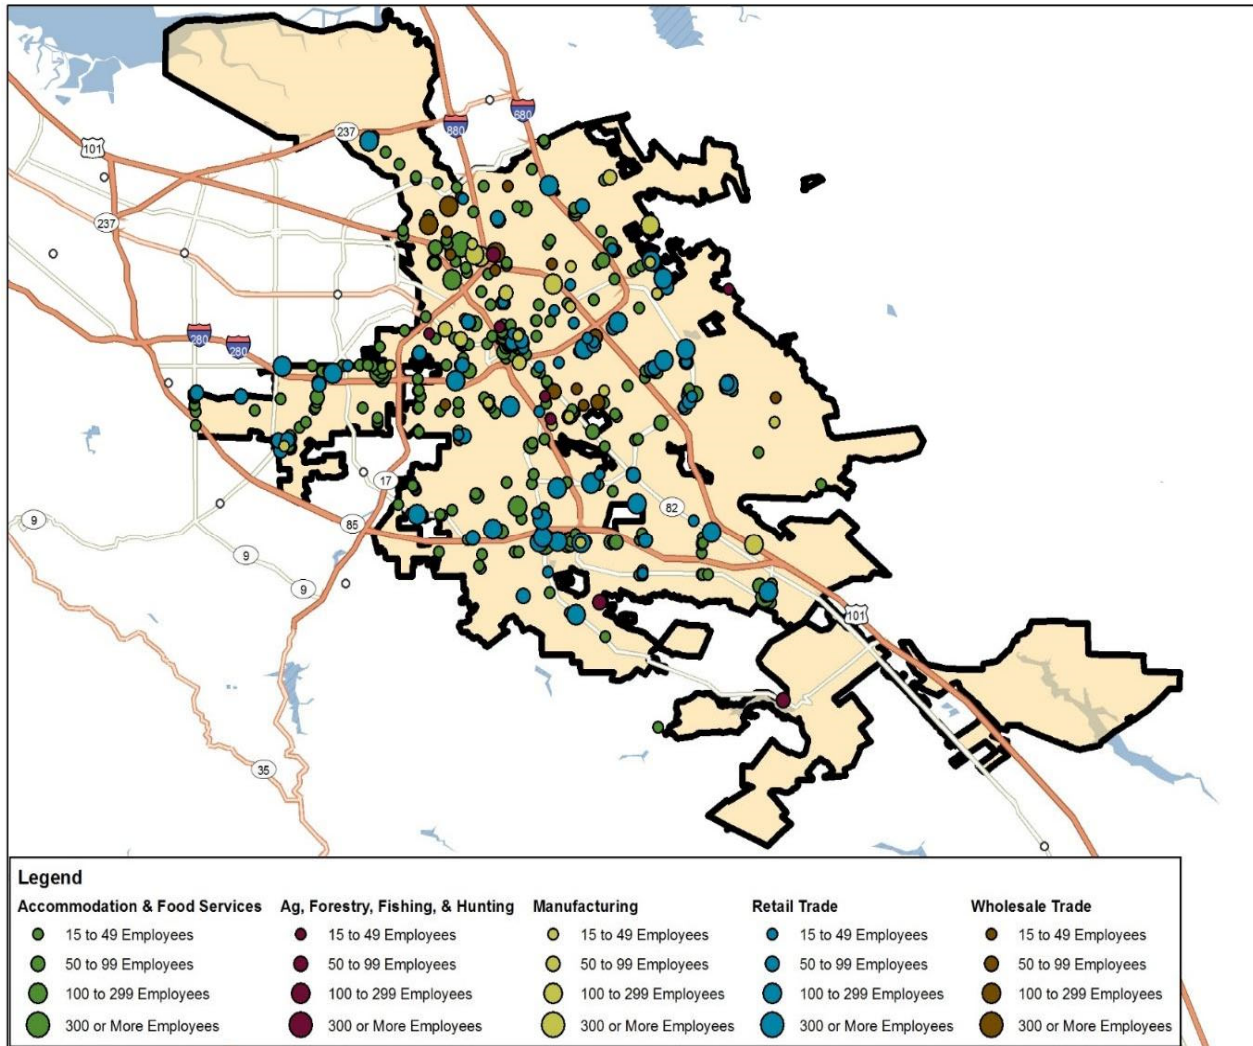 237
880
680
101
237
280
280
17
82
9
85
9
9
101
35
Legend
Accommodation & Food Services
15 to 49 Employees
50 to 99 Employees
100 to 299 Employees
300 or More Employees
Ag, Forestry, Fishing, & Hunting
15 to 49 Employees
50 to 99 Employees
100 to 299 Employees
300 or More Employees
Manufacturing
15 to 49 Employees
50 to 99 Employees
100 to 299 Employees
300 or More Employees
Retail Trade
15 to 49 Employees
50 to 99 Employees
100 to 299 Employees
300 or More Employees
Wholesale Trade
15 to 49 Employees
50 to 99 Employees
100 to 299 Employees
300 or More Employees